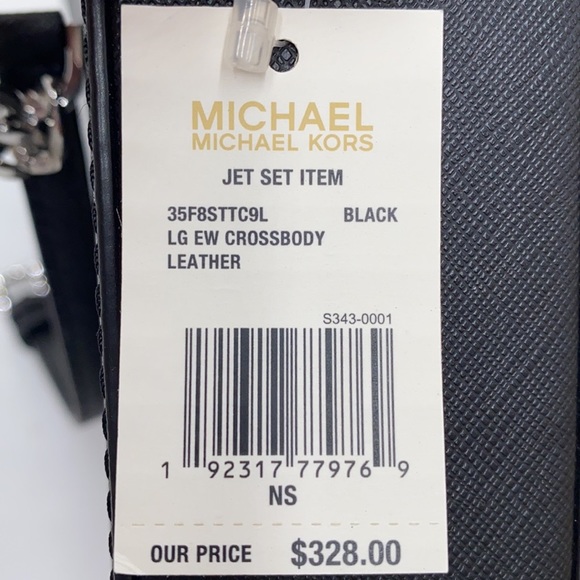 MICHAEL
MICHAEL KORS
JET SET ITEM
35F8STTC9L BLACK
LG EW CROSSBODY
LEATHER
S343-0001
1 92317 77976 9
NS
OUR PRICE $328.00